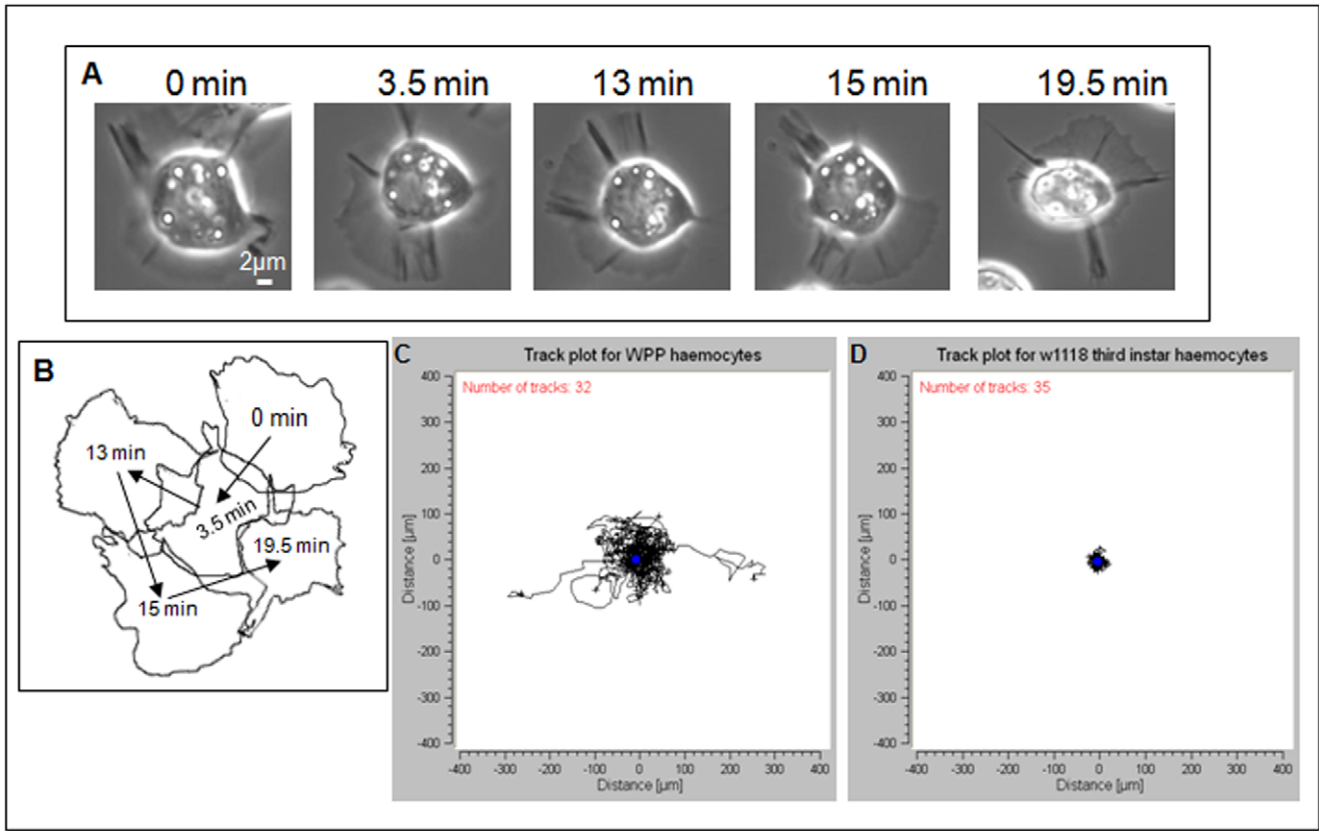 A
0 min
3.5 min
13 min
15 min
19.5 min
2µm
B
0 min
13 min
3.5 min
19.5 min
15 min
C
Track plot for WPP haemocytes
Number of tracks: 32
400
300
200
100
0
-100
-200
-300
-400
Distance [µm]
-400 -300 -200 -100 0 100 200 300 400
Distance [µm]
D
Track plot for w1118 third instar haemocytes
Number of tracks: 35
400
300
200
100
0
-100
-200
-300
-400
Distance [µm]
-400 -300 -200 -100 0 100 200 300 400
Distance [µm]